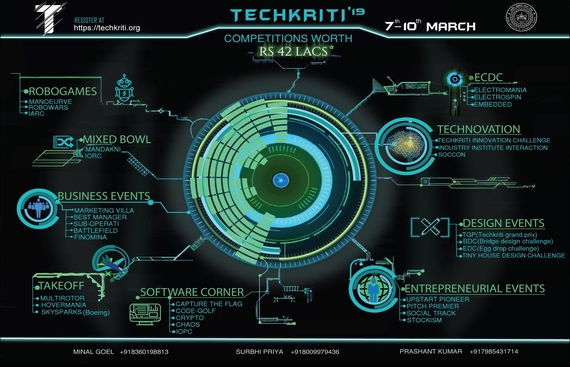 REGISTER AT
https://techkriti.org
TECHKRITI'19
7th-10th MARCH
COMPETITIONS WORTH
RS 42 LACS*
ROBOGAMES
MANOEURVE
ROBOWARS
IARC
MIXED BOWL
MANDAKNI
IORC
BUSINESS EVENTS
MARKETING VILLA
BEST MANAGER
SUB-OPERATI
BATTLEFIELD
FINOMINA
TAKEOFF
MULTIROTOR
HOVERMANIA
SKYSPARKS (Boeing)
SOFTWARE CORNER
CAPTURE THE FLAG
CODE-GOLF
CRYPTO
CHAOS
IOPC
ECDC
ELECTROMANIA
ELECTROSPIN
EMBEDDED
TECHNOVATION
TECHKRITI INNOVATION CHALLENGE
INDUSTRY INSTITUTE INTERACTION
SOCCON
DESIGN EVENTS
TGP(Techkriti grand prix)
BDC(Bridge design challenge)
EDC(Egg drop challenge)
TINY HOUSE DESIGN CHALLENGE
ENTREPRENEURIAL EVENTS
UPSTART PIONEER
PITCH PREMIER
SOCIAL TRACK
STOCKISM
MINAL GOEL +918360198813
SURBHI PRIYA +918009979436
PRASHANT KUMAR +917985431714